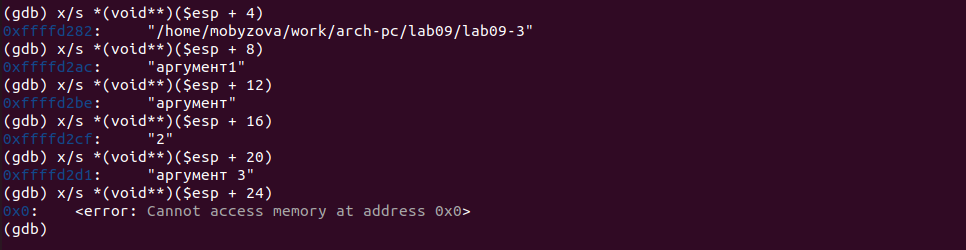 (gdb) x/s *(void**)($esp + 4)
0xffffd282:	"/home/mobyzova/work/arch-pc/lab09/lab09-3"
(gdb) x/s *(void**)($esp + 8)
0xffffd2ac:	"аргумент1"
(gdb) x/s *(void**)($esp + 12)
0xffffd2be:	"аргумент"
(gdb) x/s *(void**)($esp + 16)
0xffffd2cf:	"2"
(gdb) x/s *(void**)($esp + 20)
0xffffd2d1:	"аргумент 3"
(gdb) x/s *(void**)($esp + 24)
0x0:	<error: Cannot access memory at address 0x0>
(gdb)